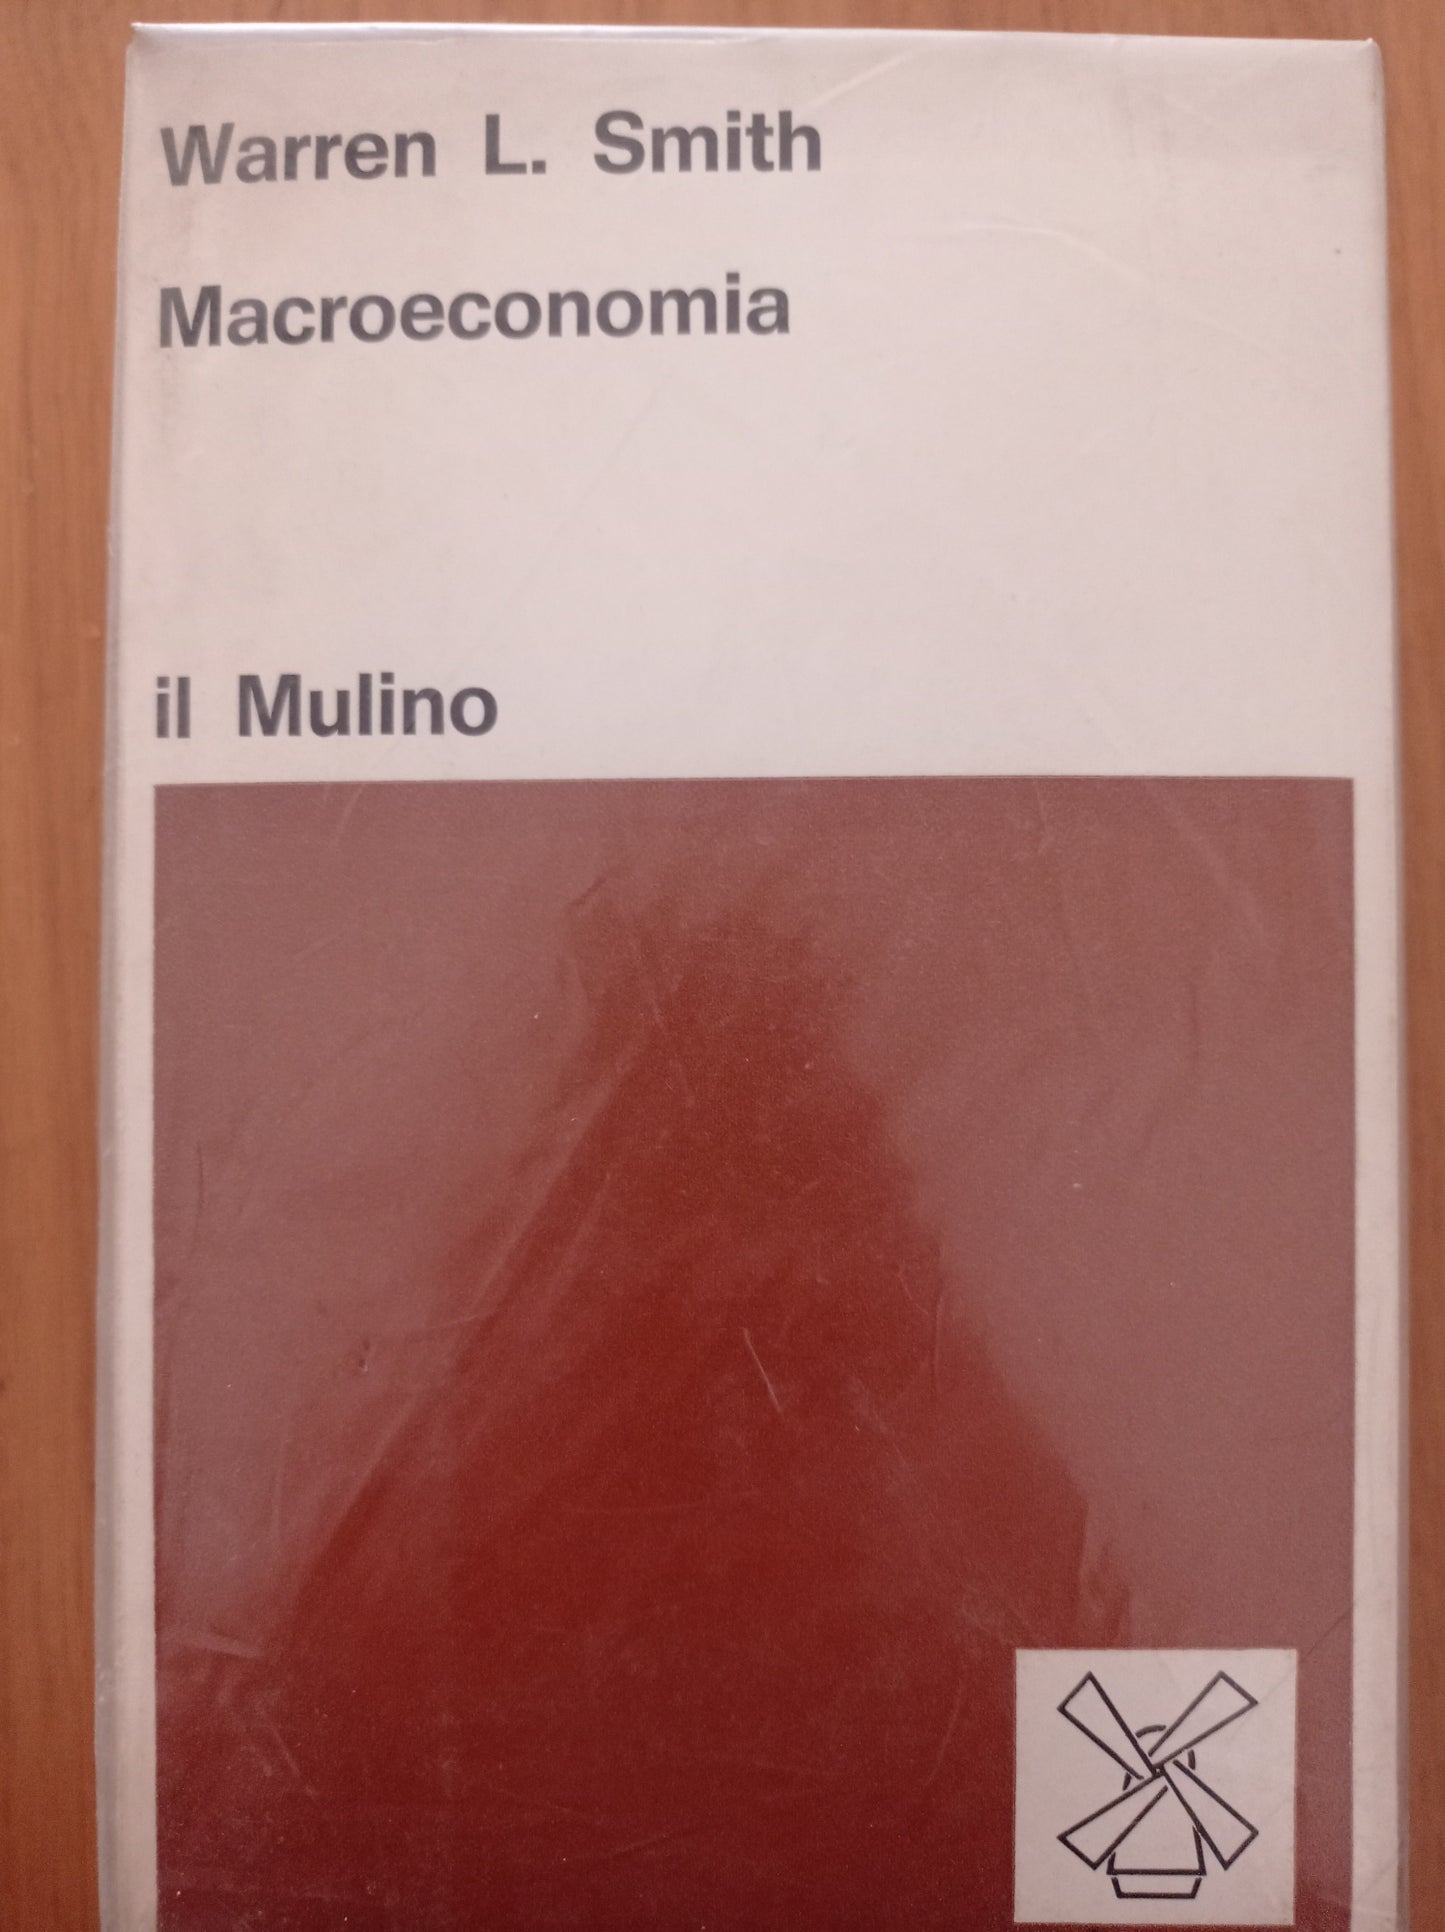 Warren L. Smith
Macroeconomia
il Mulino